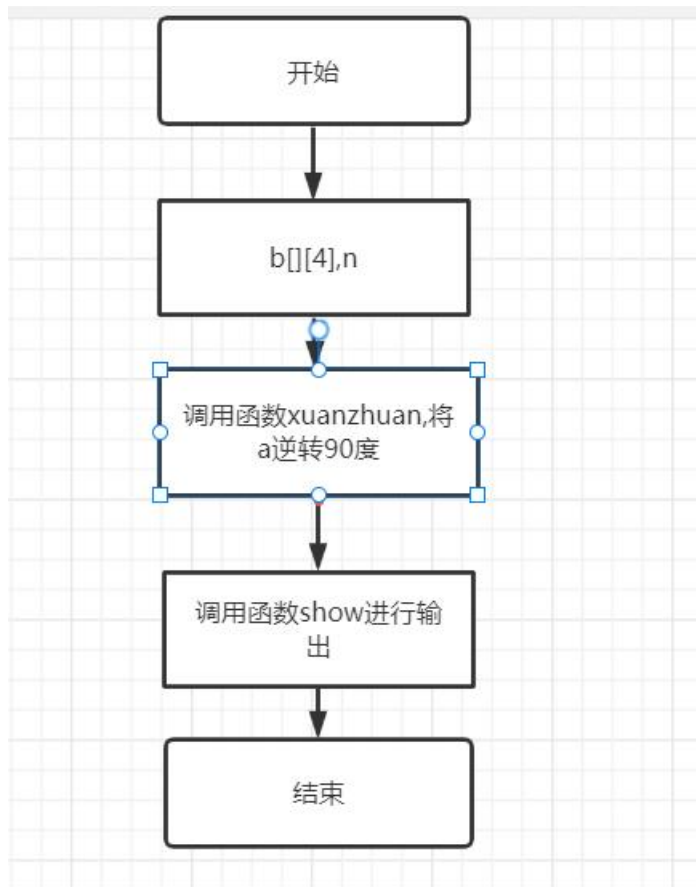 开始
b[][4],n
调用函数xuanzhuan,将
a逆转90度
调用函数show进行输
出
结束